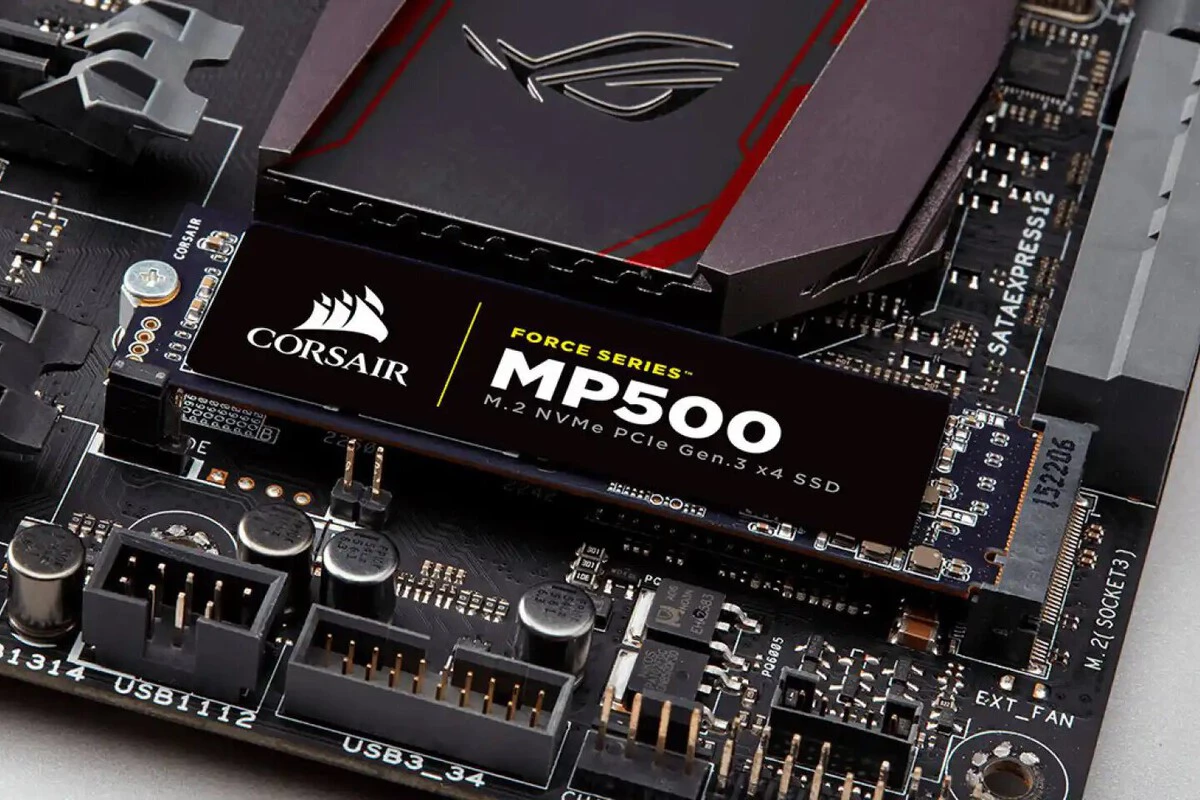 CORSAIR
SATAEXPRESS12
CORSAIR
FORCE SERIES™
MP500
M.2 NVMe PCIe Gen.3 x4 SSD
152206
2242
M.2(SOCKET3)
PQ6005
B1314
USB1112
USB3_34
EXT_FAN